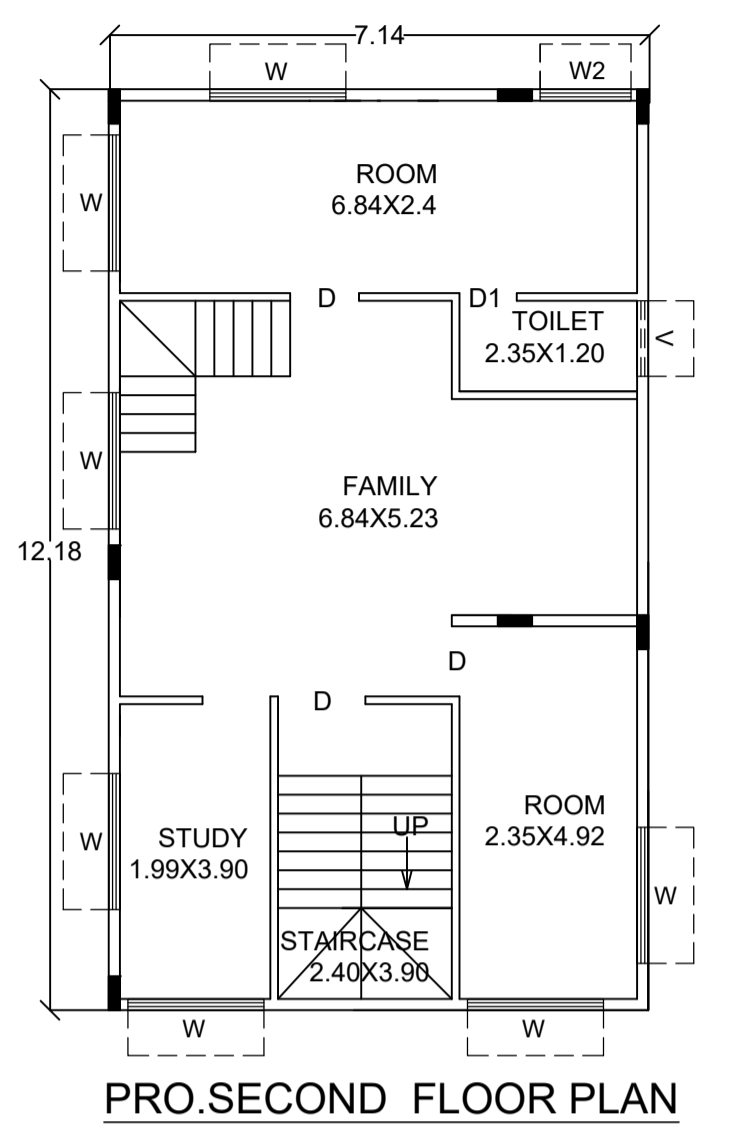 7.14
W
W2
W
ROOM
6.84X2.4
D
D1
TOILET
2.35X1.20
V
W
FAMILY
6.84X5.23
12.18
D
D
W
STUDY
1.99X3.90
UP
ROOM
2.35X4.92
W
STAIRCASE
2.40X3.90
W
W
PRO.SECOND FLOOR PLAN